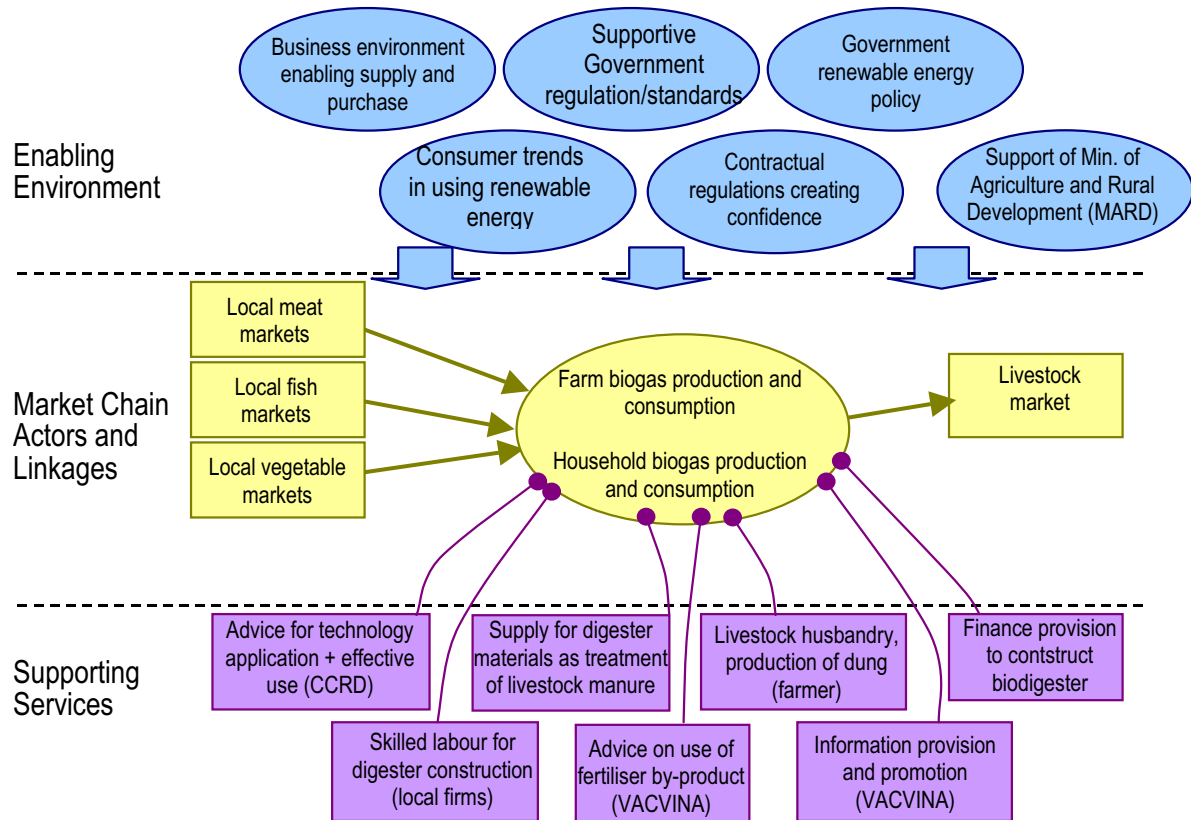 Business environment
enabling supply and
purchase
Supportive
Government
regulation/standards
Government
renewable energy
policy
Enabling
Environment
Consumer trends
in using renewable
energy
Contractual
regulations creating
confidence
Support of Min. of
Agriculture and Rural
Development (MARD)
Market Chain
Actors and
Linkages
Local meat
markets
Local fish
markets
Local vegetable
markets
Farm biogas production and
consumption
Household biogas production
and consumption
Livestock
market
Supporting
Services
Advice for technology
application + effective
use (CCRD)
Supply for digester
materials as treatment
of livestock manure
Livestock husbandry,
production of dung
(farmer)
Finance provision
to contstruct
biodigester
Skilled labour for
digester construction
(local firms)
Advice on use of
fertiliser by-product
(VACVINA)
Information provision
and promotion
(VACVINA)